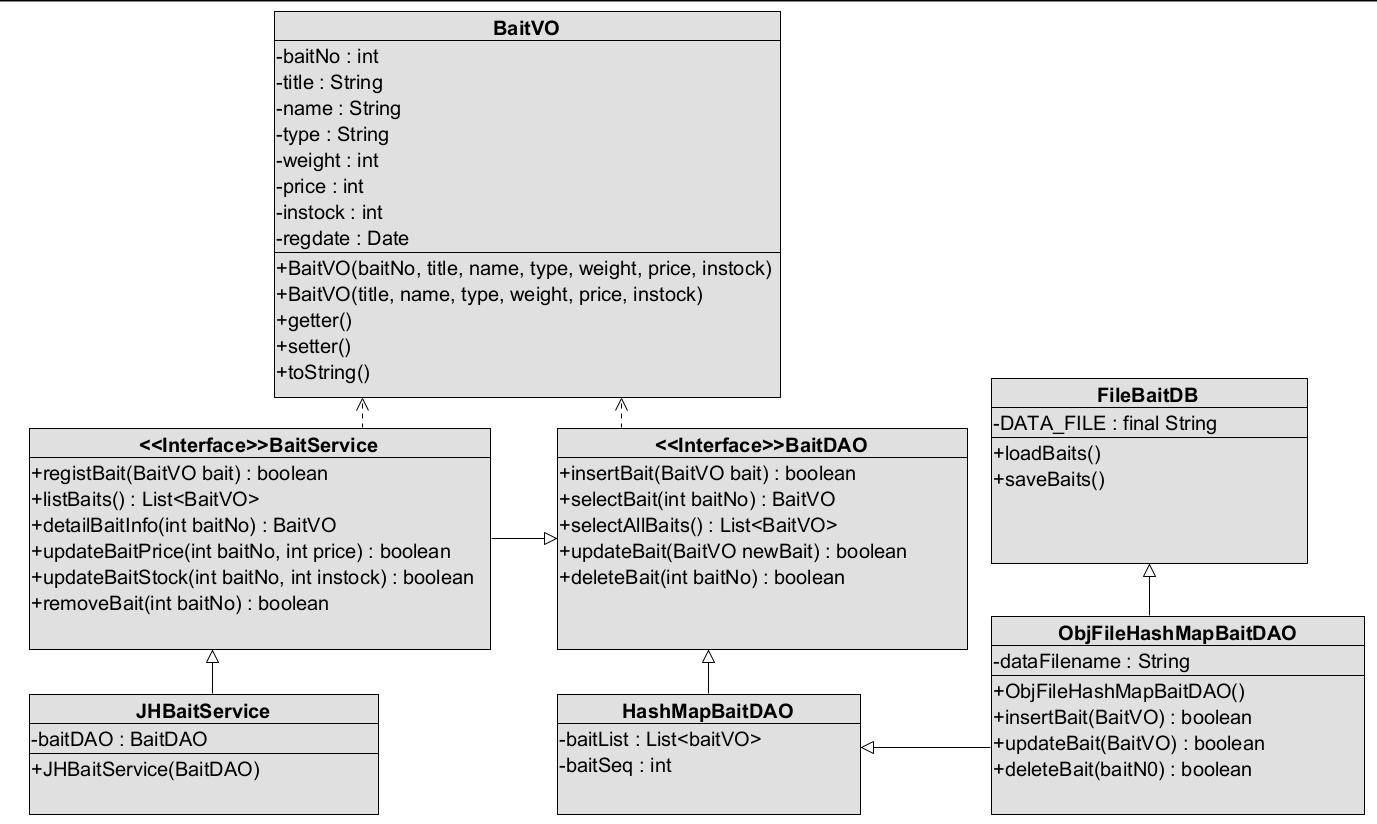 BaitVO
-baitNo : int
-title : String
-name : String
-type : String
-weight : int
-price : int
-instock : int
-regdate : Date
+BaitVO(baitNo, title, name, type, weight, price, instock)
+BaitVO(title, name, type, weight, price, instock)
+getter()
+setter()
+toString()
<<Interface>>BaitService
+registBait(BaitVO bait) : boolean
+listBaits() : List<BaitVO>
+detailBaitInfo(int baitNo) : BaitVO
+updateBaitPrice(int baitNo, int price) : boolean
+updateBaitStock(int baitNo, int instock) : boolean
+removeBait(int baitNo) : boolean
<<Interface>>BaitDAO
+insertBait(BaitVO bait) : boolean
+selectBait(int baitNo) : BaitVO
+selectAllBaits() : List<BaitVO>
+updateBait(BaitVO newBait) : boolean
+deleteBait(int baitNo) : boolean
FileBaitDB
-DATA_FILE : final String
+loadBaits()
+saveBaits()
JHBaitService
-baitDAO : BaitDAO
+JHBaitService(BaitDAO)
HashMapBaitDAO
-baitList : List<baitVO>
-baitSeq : int
ObjFileHashMapBaitDAO
-dataFilename : String
+ObjFileHashMapBaitDAO()
+insertBait(BaitVO) : boolean
+updateBait(BaitVO) : boolean
+deleteBait(baitN0) : boolean